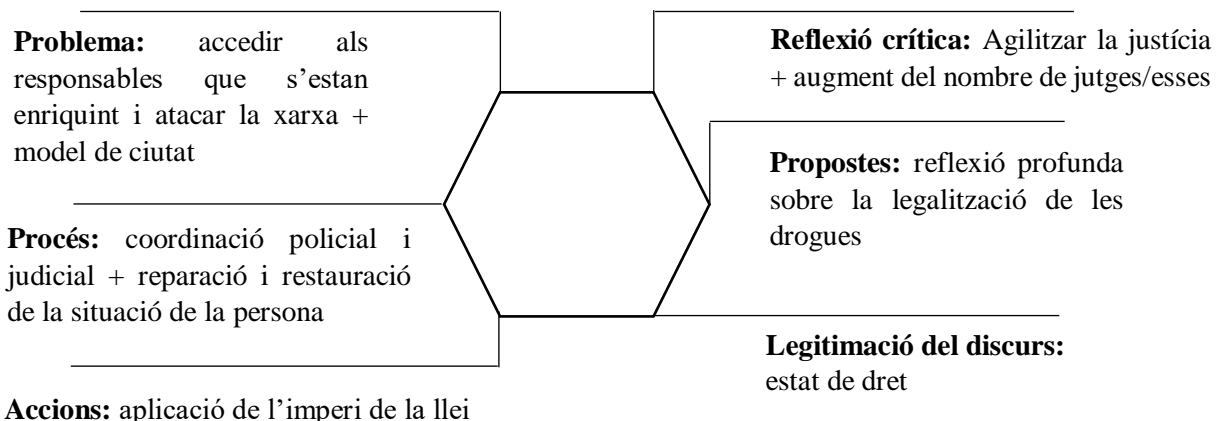 Problema: accedir als
responsables que s’estan
enriquint i atacar la xarxa +
model de ciutat
Procés: coordinació policial i
judicial + reparació i restauració
de la situació de la persona
Accions: aplicació de l’imperi de la llei
Reflexió crítica: Agilitzar la justícia
+ augment del nombre de jutges/esses
Propostes: reflexió profunda
sobre la legalització de les
drogues
Legitimació del discurs:
estat de dret